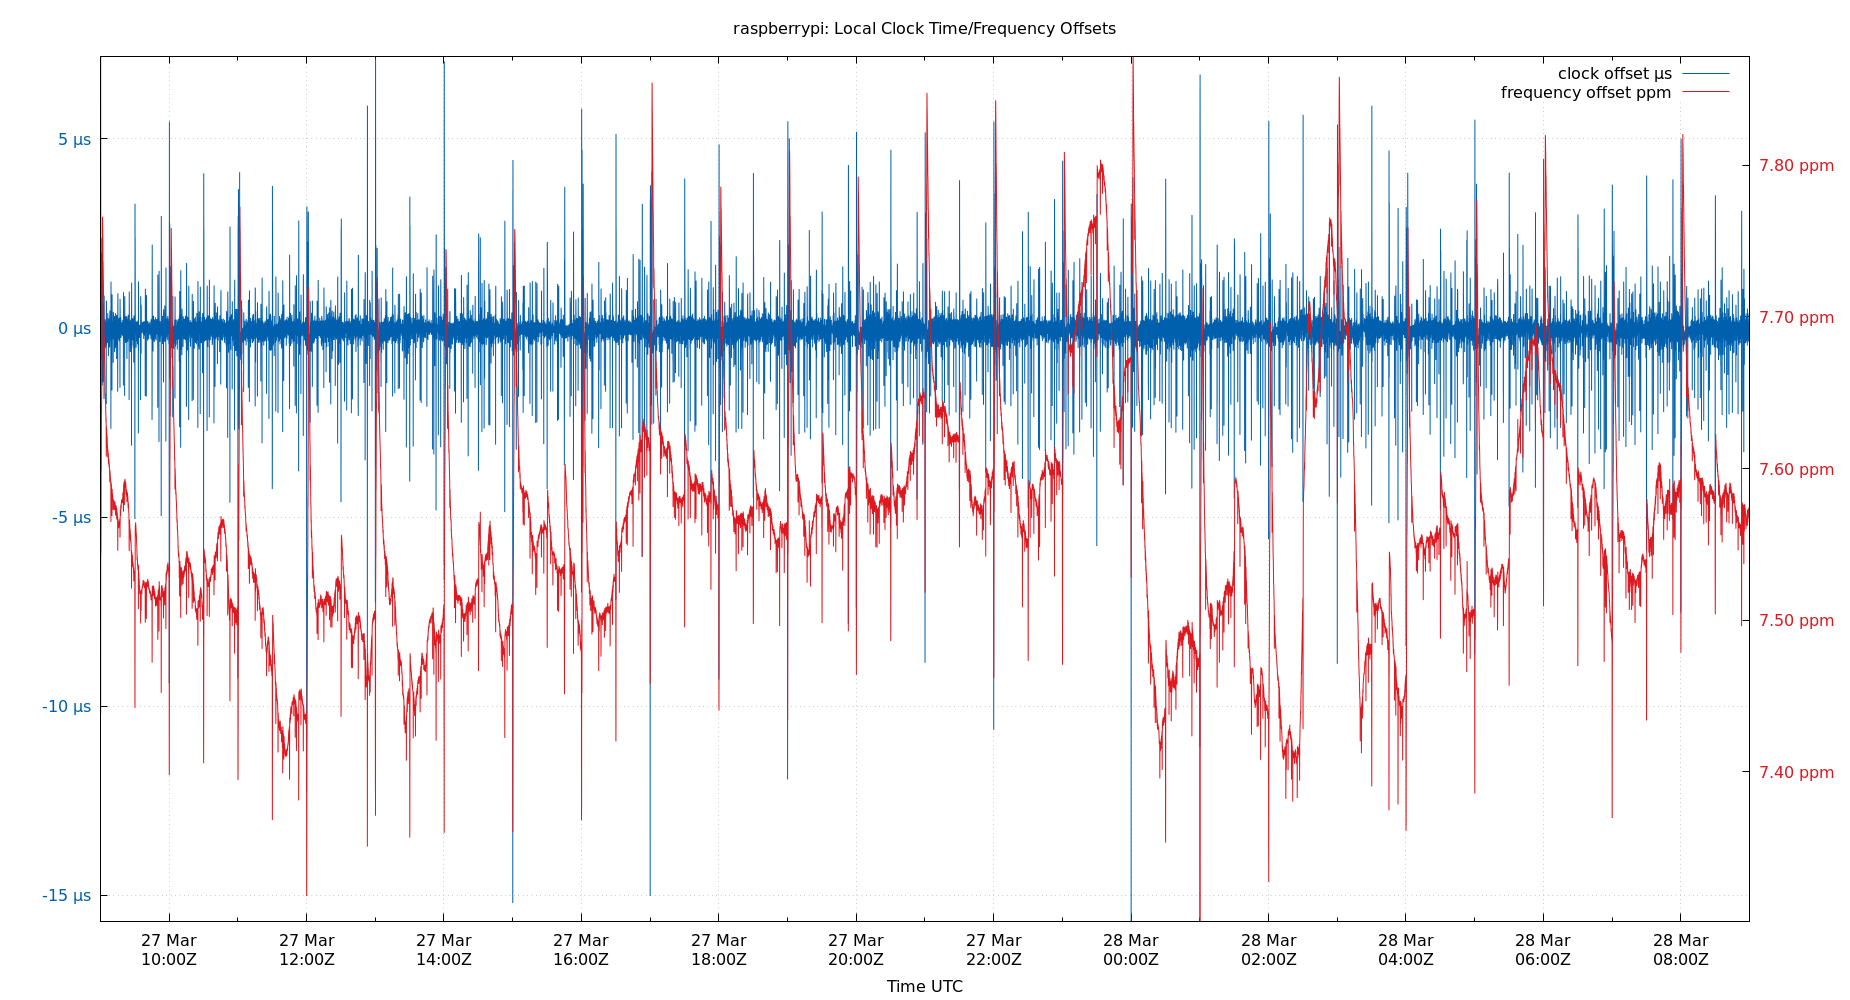 raspberrypi: Local Clock Time/Frequency Offsets
clock offset µs
frequency offset ppm
5 µs
0 µs
-5 µs
-10 µs
-15 µs
7.80 ppm
7.70 ppm
7.60 ppm
7.50 ppm
7.40 ppm
27 Mar 27 Mar 27 Mar 27 Mar 27 Mar 27 Mar 27 Mar 28 Mar 28 Mar 28 Mar 28 Mar 28 Mar
10:00Z 12:00Z 14:00Z 16:00Z 18:00Z 20:00Z 22:00Z 00:00Z 02:00Z 04:00Z 06:00Z 08:00Z
Time UTC